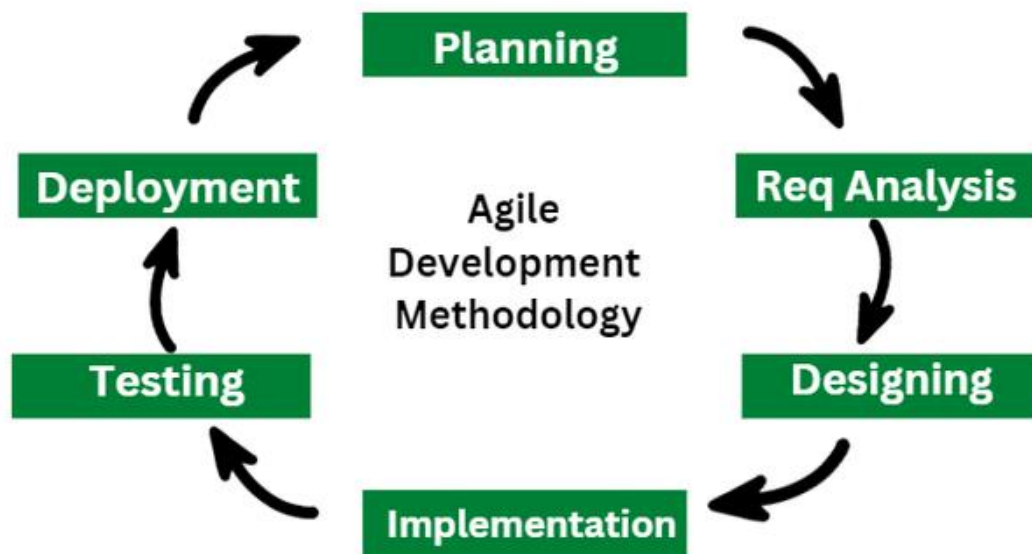 Planning
Deployment
Req Analysis
Agile
Development
Methodology
Testing
Designing
Implementation